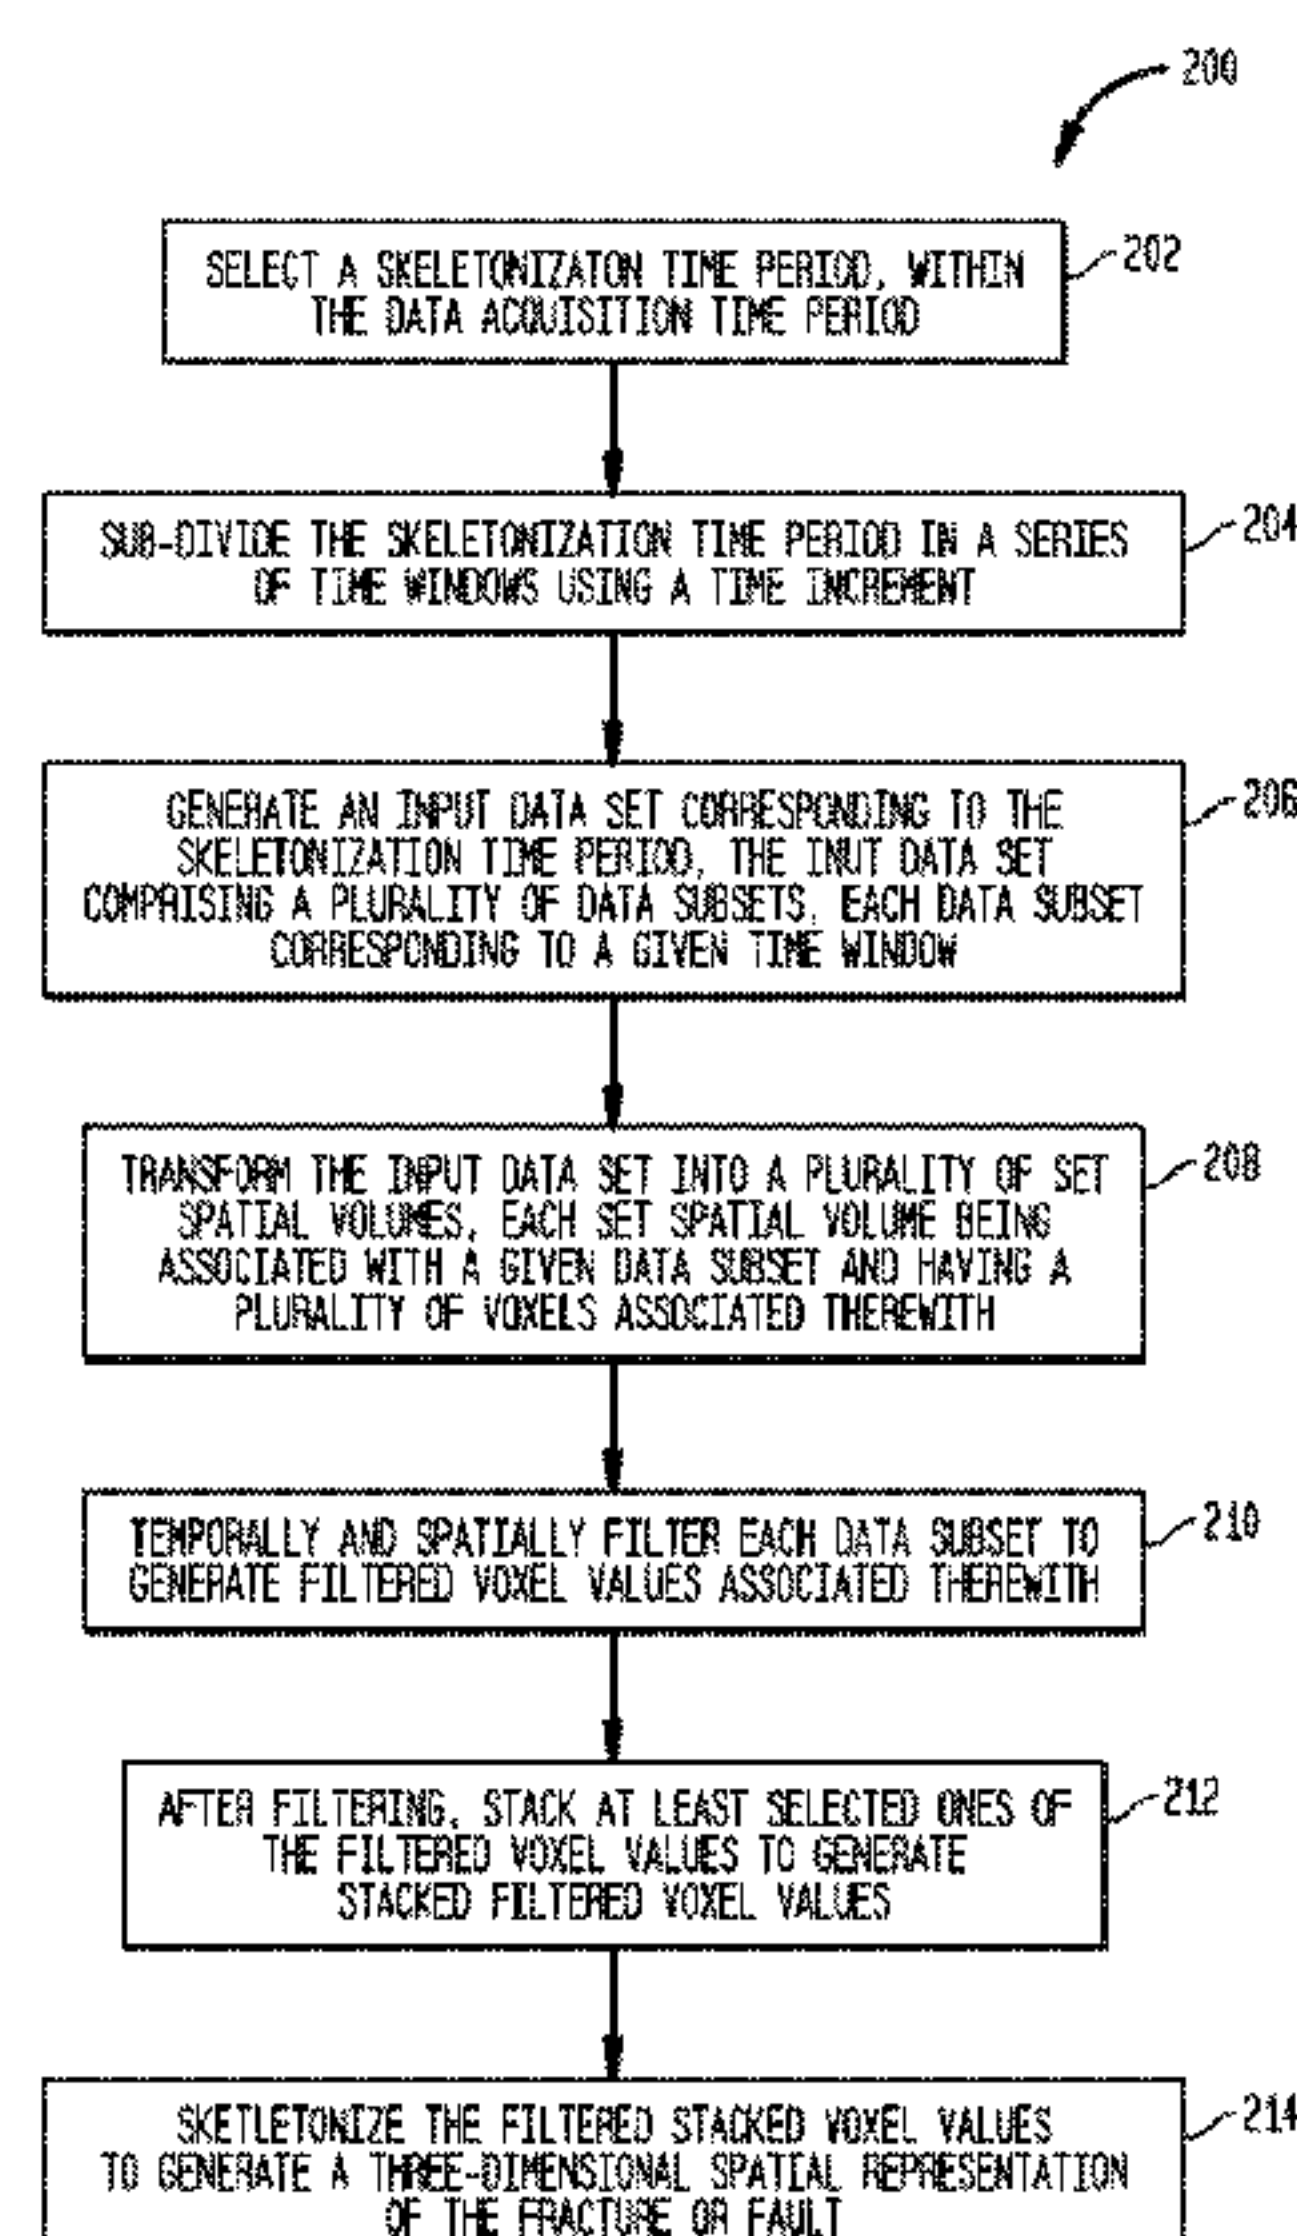 200
202
SELECT A SKELETONIZATON TIME PERIOD, WITHIN
THE DATA ACQUISITION TIME PERIOD
204
SUB-DIVIDE THE SKELETONIZATION TIME PERIOD IN A SERIES
OF TIME WINDOWS USING A TIME INCREMENT
206
GENERATE AN INPUT DATA SET CORRESPONDING TO THE
SKELETONIZATION TIME PERIOD, THE INUT DATA SET
COMPRISING A PLURALITY OF DATA SUBSETS, EACH DATA SUBSET
CORRESPONDING TO A GIVEN TIME WINDOW
208
TRANSFORM THE INPUT DATA SET INTO A PLURALITY OF SET
SPATIAL VOLUMES, EACH SET SPATIAL VOLUME BEING
ASSOCIATED WITH A GIVEN DATA SUBSET AND HAVING A
PLURALITY OF VOXELS ASSOCIATED THEREWITH
210
TEMPORALLY AND SPATIALLY FILTER EACH DATA SUBSET TO
GENERATE FILTERED VOXEL VALUES ASSOCIATED THEREWITH
212
AFTER FILTERING, STACK AT LEAST SELECTED ONES OF
THE FILTERED VOXEL VALUES TO GENERATE
STACKED FILTERED VOXEL VALUES
214
SKETLETONIZE THE FILTERED STACKED VOXEL VALUES
TO GENERATE A THREE-DIMENSIONAL SPATIAL REPRESENTATION
OF THE FRACTURE OR FAULT